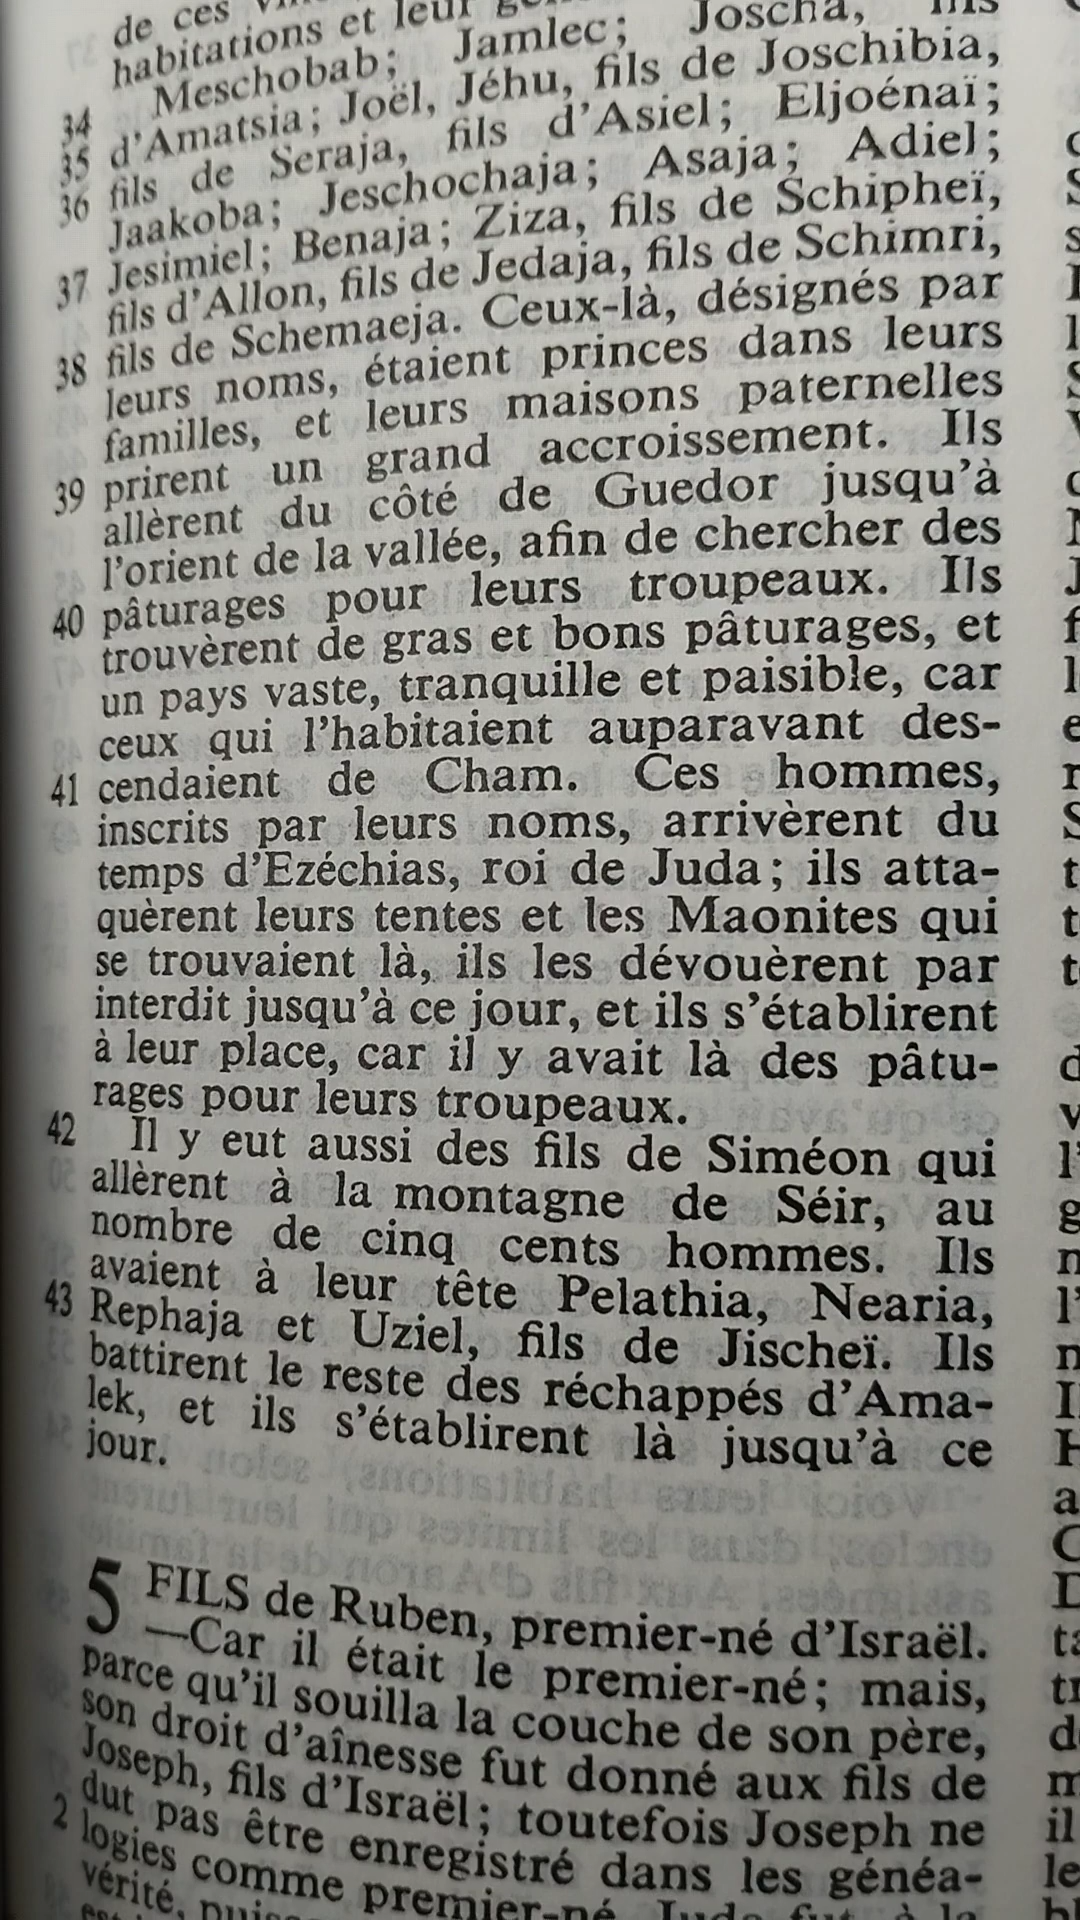 de ces
habitations et leur
34 Meschobab; Jamlec; Joscha, fils
35 d'Amatsia; Joël, Jéhu, fils de Joschibia,
36 fils de Seraja, fils d'Asiel; Eljoénaï;
Jaakoba; Jeschochaja; Asaja; Adiel;
37 Jesimiel; Benaja; Ziza, fils de Schipheï,
fils d'Allon, fils de Jedaja, fils de Schimri,
38 fils de Schemaeja. Ceux-là, désignés par
leurs noms, étaient princes dans leurs
familles, et leurs maisons paternelles
39 prirent un grand accroissement. Ils
allèrent du côté de Guedor jusqu'à
l'orient de la vallée, afin de chercher des
40 pâturages pour leurs troupeaux. Ils
trouvèrent de gras et bons pâturages, et
un pays vaste, tranquille et paisible, car
ceux qui l'habitaient auparavant des-
41 cendaient de Cham. Ces hommes,
inscrits par leurs noms, arrivèrent du
temps d'Ezéchias, roi de Juda; ils atta-
quèrent leurs tentes et les Maonites qui
se trouvaient là, ils les dévouèrent par
interdit jusqu'à ce jour, et ils s'établirent
à leur place, car il y avait là des pâtu-
rages pour leurs troupeaux.
42 Il y eut aussi des fils de Siméon qui
allèrent à la montagne de Séir, au
nombre de cinq cents hommes. Ils
avaient à leur tête Pelathia, Nearia,
43 Rephaja et Uziel, fils de Jischeï. Ils
battirent le reste des réchappés d'Ama-
lek, et ils s'établirent là jusqu'à ce
jour.
5 FILS de Ruben, premier-né d'Israël.
—Car il était le premier-né; mais,
parce qu'il souilla la couche de son père,
son droit d'aînesse fut donné aux fils de
Joseph, fils d'Israël; toutefois Joseph ne
dut pas être enregistré dans les généa-
2 logies comme premier-né. Juda fut à la
vérité,